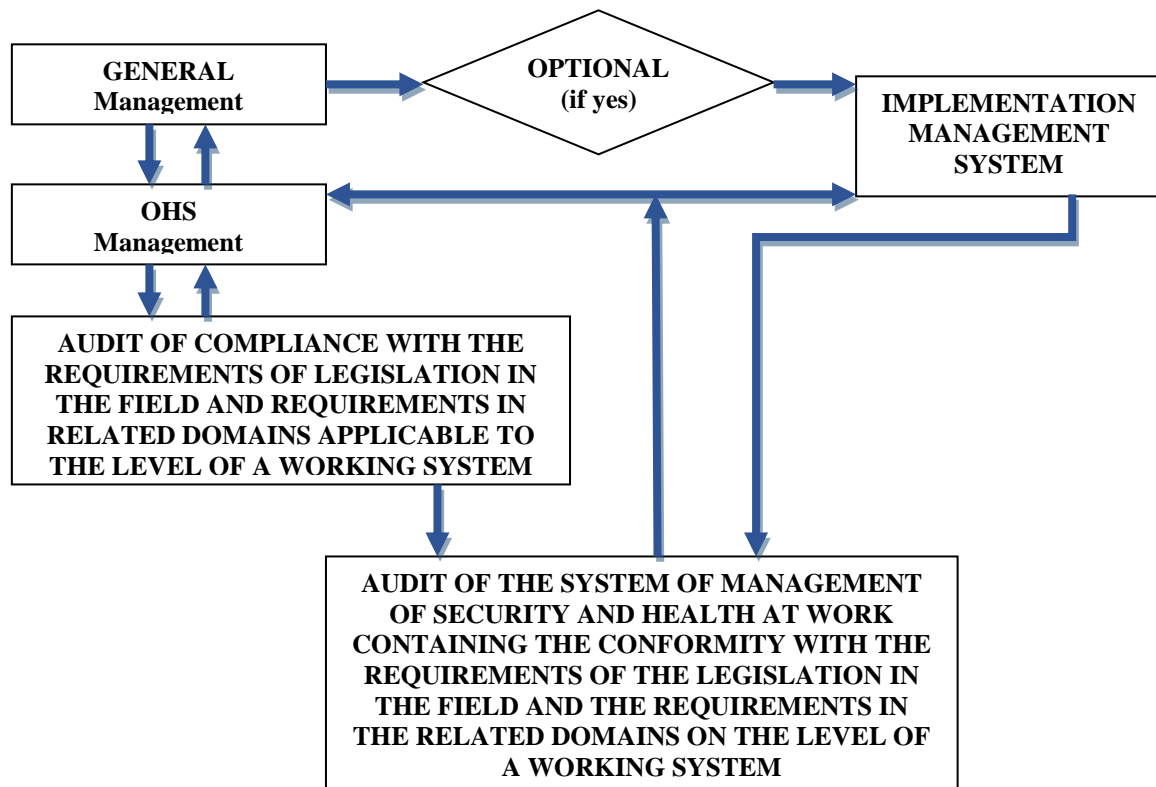 GENERAL
Management
OPTIONAL
(if yes)
IMPLEMENTATION
MANAGEMENT
SYSTEM
OHS
Management
AUDIT OF COMPLIANCE WITH THE
REQUIREMENTS OF LEGISLATION IN
THE FIELD AND REQUIREMENTS IN
RELATED DOMAINS APPLICABLE TO
THE LEVEL OF A WORKING SYSTEM
AUDIT OF THE SYSTEM OF MANAGEMENT
OF SECURITY AND HEALTH AT WORK
CONTAINING THE CONFORMITY WITH THE
REQUIREMENTS OF THE LEGISLATION IN
THE FIELD AND THE REQUIREMENTS IN
THE RELATED DOMAINS ON THE LEVEL OF
A WORKING SYSTEM